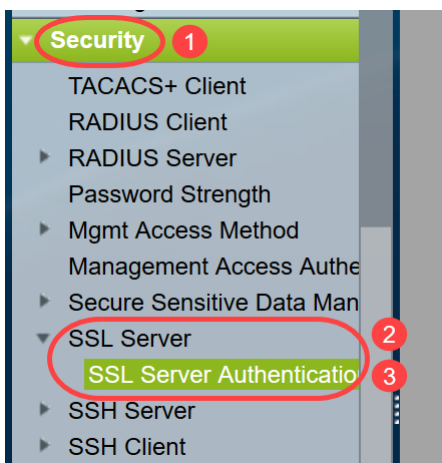 Security 1
TACACS+ Client
RADIUS Client
RADIUS Server
Password Strength
Mgmt Access Method
Management Access Authe
Secure Sensitive Data Man
SSL Server 2
SSL Server Authenticatio 3
SSH Server
SSH Client